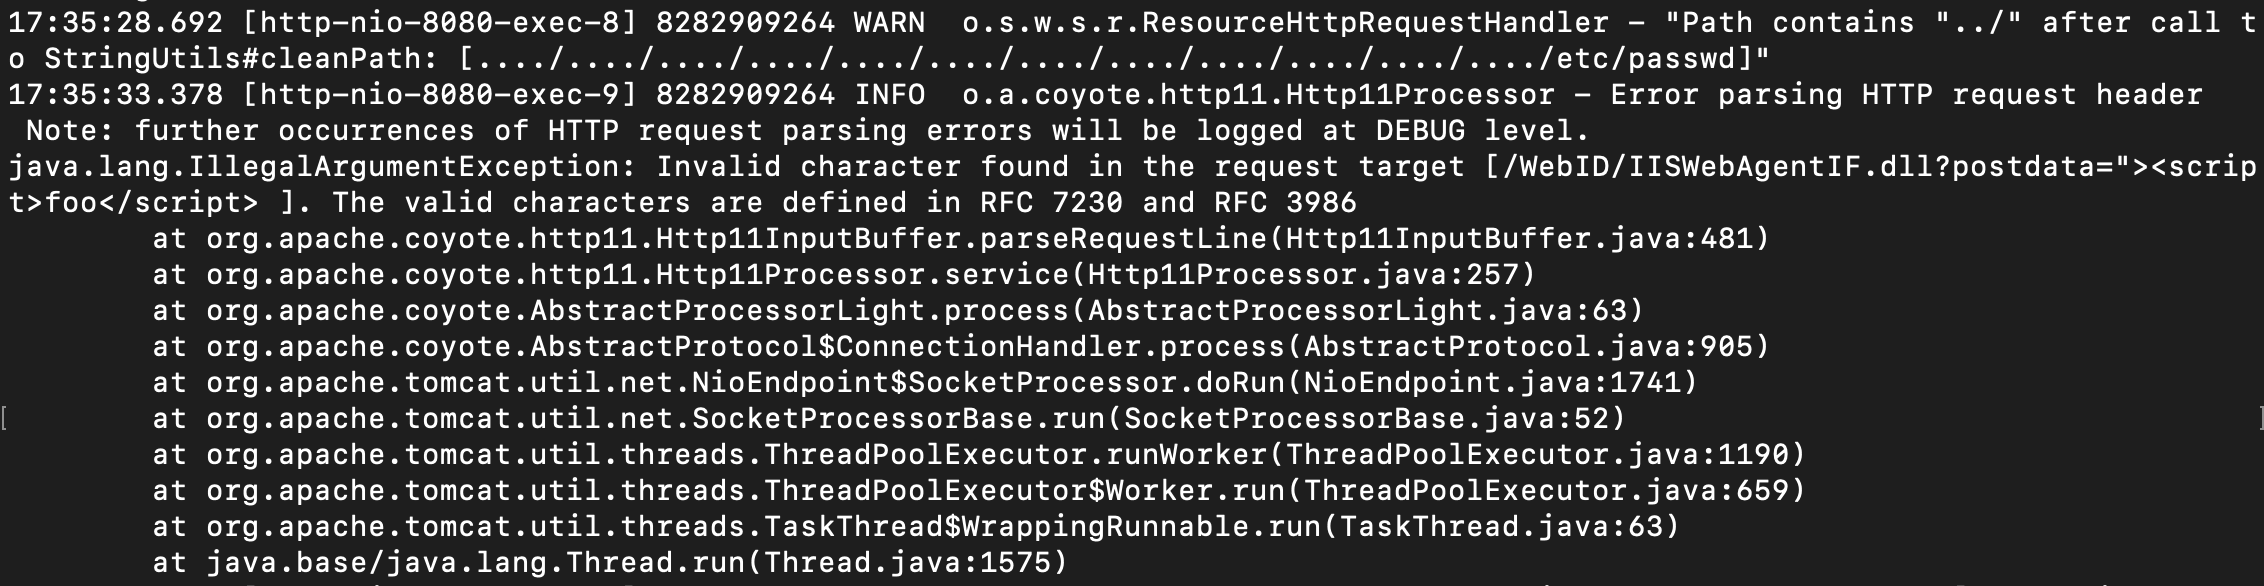 17:35:28.692 [http-nio-8080-exec-8] 8282909264 WARN  o.s.w.s.r.ResourceHttpRequestHandler - "Path contains "../" after call t
o StringUtils#cleanPath: [..../..../..../..../..../..../..../..../..../..../..../..../etc/passwd]"
17:35:33.378 [http-nio-8080-exec-9] 8282909264 INFO  o.a.coyote.http11.Http11Processor - Error parsing HTTP request header
 Note: further occurrences of HTTP request parsing errors will be logged at DEBUG level.
java.lang.IllegalArgumentException: Invalid character found in the request target [/WebID/IISWebAgentIF.dll?postdata="><scrip
t>foo</script> ]. The valid characters are defined in RFC 7230 and RFC 3986
        at org.apache.coyote.http11.Http11InputBuffer.parseRequestLine(Http11InputBuffer.java:481)
        at org.apache.coyote.http11.Http11Processor.service(Http11Processor.java:257)
        at org.apache.coyote.AbstractProcessorLight.process(AbstractProcessorLight.java:63)
        at org.apache.coyote.AbstractProtocol$ConnectionHandler.process(AbstractProtocol.java:905)
        at org.apache.tomcat.util.net.NioEndpoint$SocketProcessor.doRun(NioEndpoint.java:1741)
        at org.apache.tomcat.util.net.SocketProcessorBase.run(SocketProcessorBase.java:52)
        at org.apache.tomcat.util.threads.ThreadPoolExecutor.runWorker(ThreadPoolExecutor.java:1190)
        at org.apache.tomcat.util.threads.ThreadPoolExecutor$Worker.run(ThreadPoolExecutor.java:659)
        at org.apache.tomcat.util.threads.TaskThread$WrappingRunnable.run(TaskThread.java:63)
        at java.base/java.lang.Thread.run(Thread.java:1575)